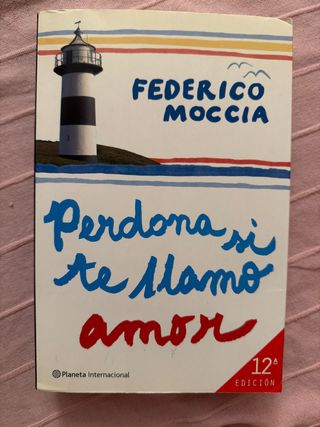 FEDERICO
MOCCIA
Perdona si
te llamo
amor
Planeta Internacional
12ª
EDICIÓN